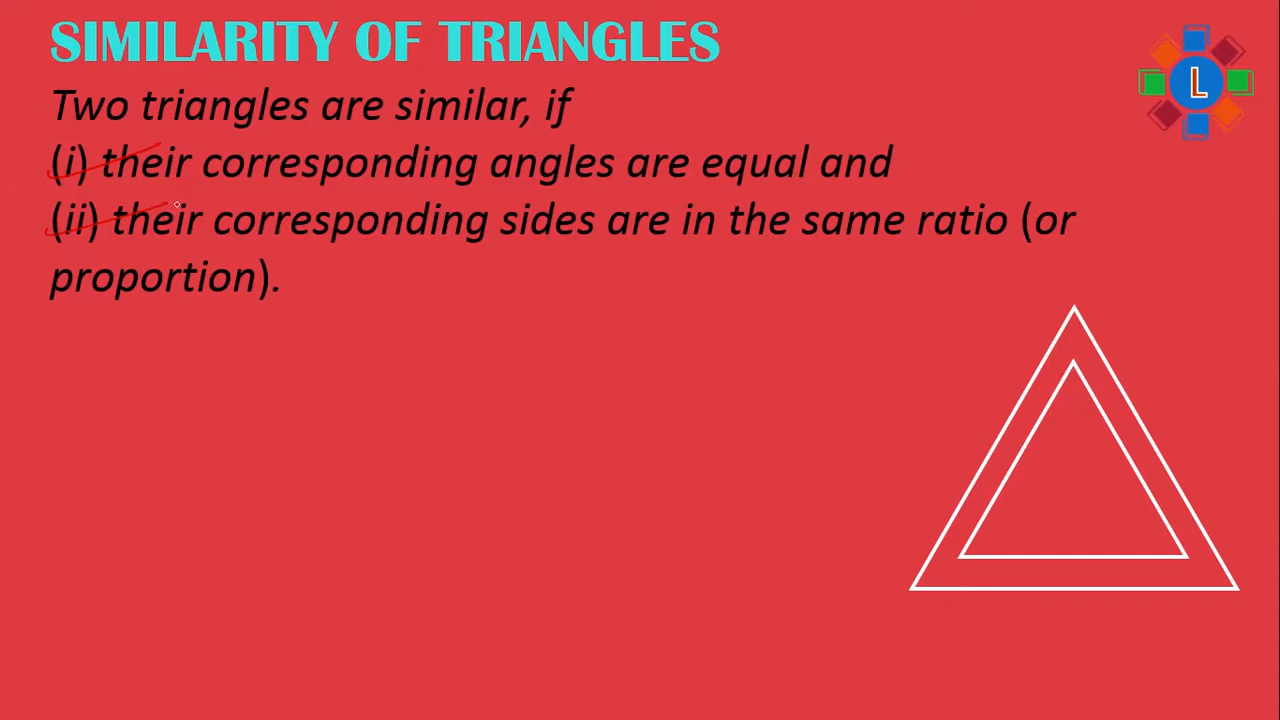 SIMILARITY OF TRIANGLES
L
Two triangles are similar, if
(i) their corresponding angles are equal and
(ii) their corresponding sides are in the same ratio (or
proportion).